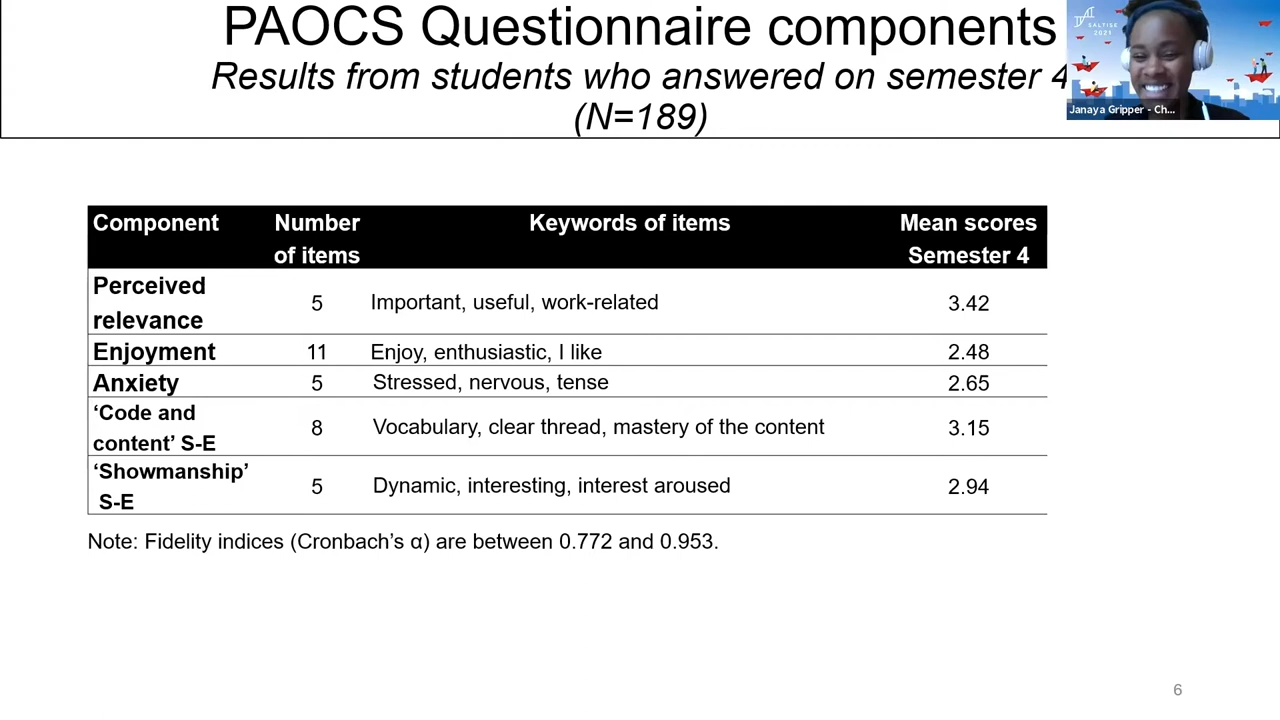 PAOCS Questionnaire components
Results from students who answered on semester 4
(N=189)
SALTISE
2021
Janaya Gripper - Ch...
Component Number of items Keywords of items Mean scores Semester 4
Perceived relevance 5 Important, useful, work-related 3.42
Enjoyment 11 Enjoy, enthusiastic, I like 2.48
Anxiety 5 Stressed, nervous, tense 2.65
‘Code and content’ S-E 8 Vocabulary, clear thread, mastery of the content 3.15
‘Showmanship’ S-E 5 Dynamic, interesting, interest aroused 2.94
Note: Fidelity indices (Cronbach’s α) are between 0.772 and 0.953.
6